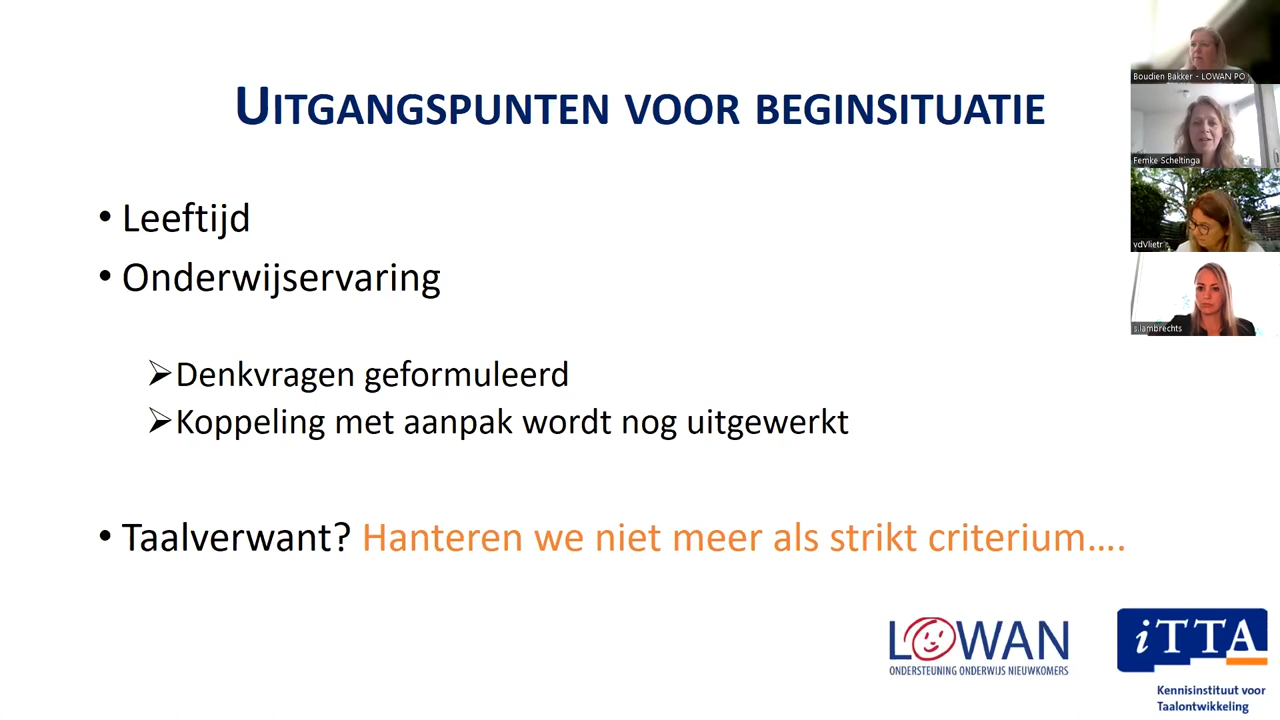 UITGANGSPUNTEN VOOR BEGINSITUATIE
• Leeftijd
• Onderwijservaring
➢Denkvragen geformuleerd
➢Koppeling met aanpak wordt nog uitgewerkt
• Taalverwant? Hanteren we niet meer als strikt criterium....
Boudien Bakker - LOWAN PO
Femke Scheltinga
vdVlietr
s.lambrechts
LOWAN
ONDERSTEUNING ONDERWIJS NIEUWKOMERS
iTTA
Kennisinstituut voor
Taalontwikkeling